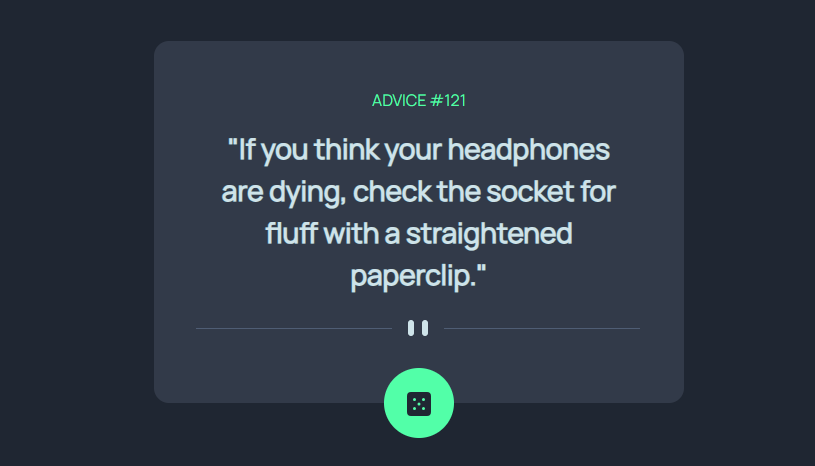 ADVICE #121
"If you think your headphones
are dying, check the socket for
fluff with a straightened
paperclip."